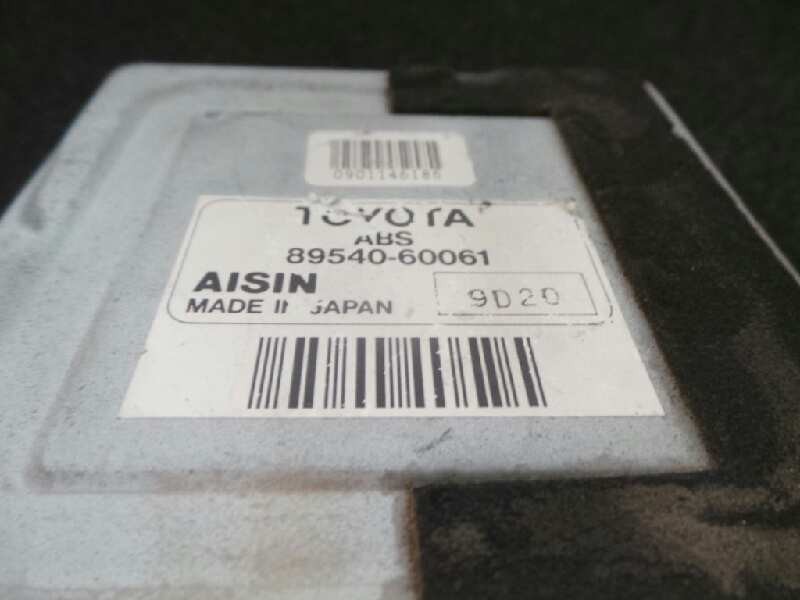 0901146186
TOYOTA
ABS
89540-60061
AISIN
MADE IN JAPAN
9D20